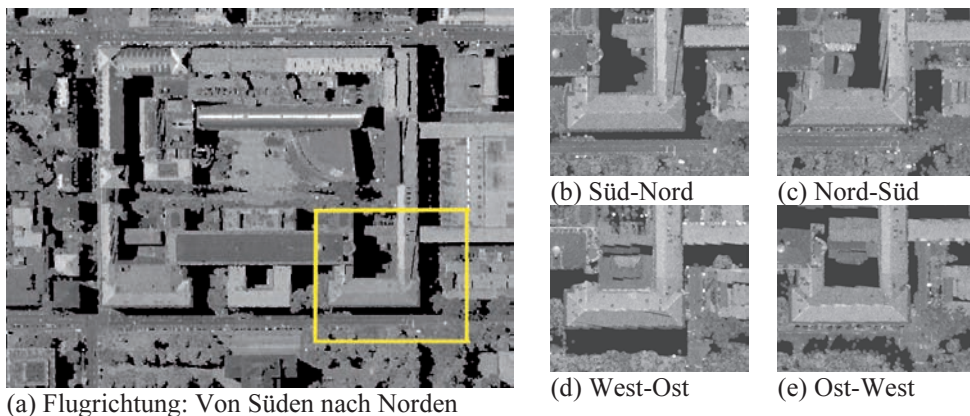 (b) Süd-Nord
(c) Nord-Süd
(d) West-Ost
(e) Ost-West
(a) Flugrichtung: Von Süden nach Norden